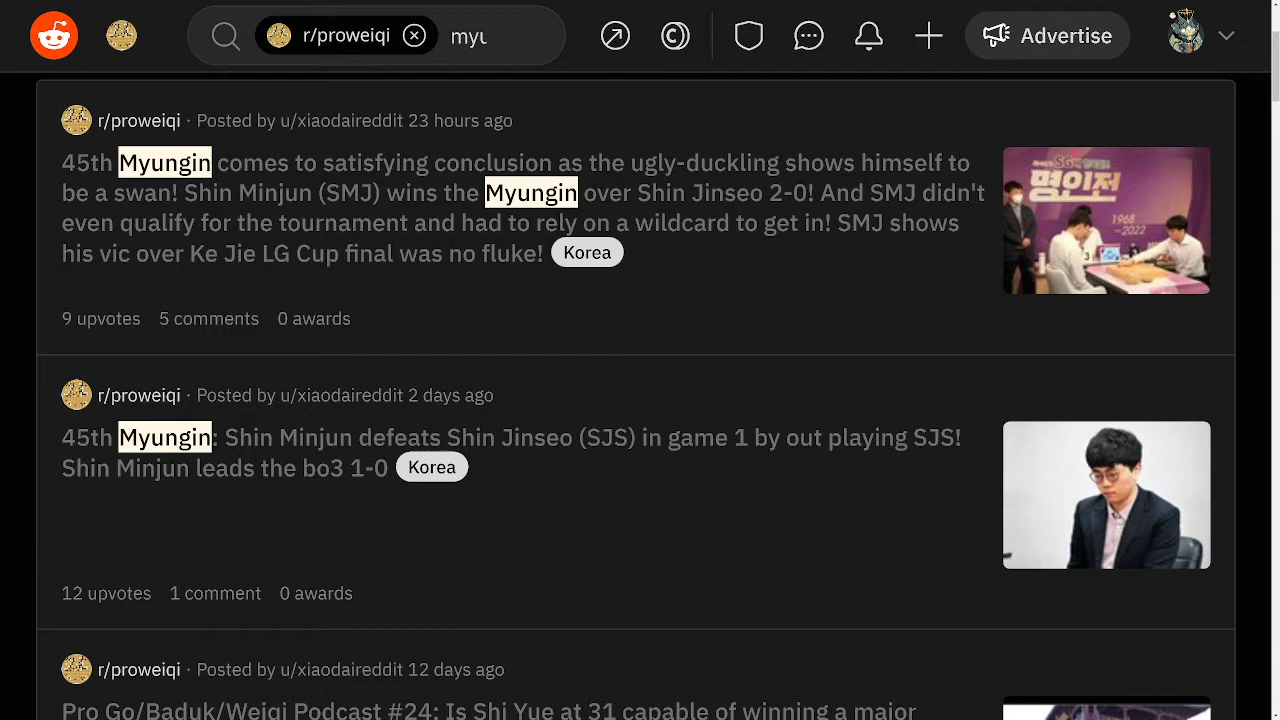 r/proweiqi
myu
Advertise
r/proweiqi · Posted by u/xiaodaireddit 23 hours ago
45th Myungin comes to satisfying conclusion as the ugly-duckling shows himself to
be a swan! Shin Minjun (SMJ) wins the Myungin over Shin Jinseo 2-0! And SMJ didn't
even qualify for the tournament and had to rely on a wildcard to get in! SMJ shows
his vic over Ke Jie LG Cup final was no fluke! Korea
SG
명인전
1968
~2022
9 upvotes 5 comments 0 awards
r/proweiqi · Posted by u/xiaodaireddit 2 days ago
45th Myungin: Shin Minjun defeats Shin Jinseo (SJS) in game 1 by out playing SJS!
Shin Minjun leads the bo3 1-0 Korea
12 upvotes 1 comment 0 awards
r/proweiqi · Posted by u/xiaodaireddit 12 days ago
Pro Go/Baduk/Weiqi Podcast #24: Is Shi Yue at 31 capable of winning a major